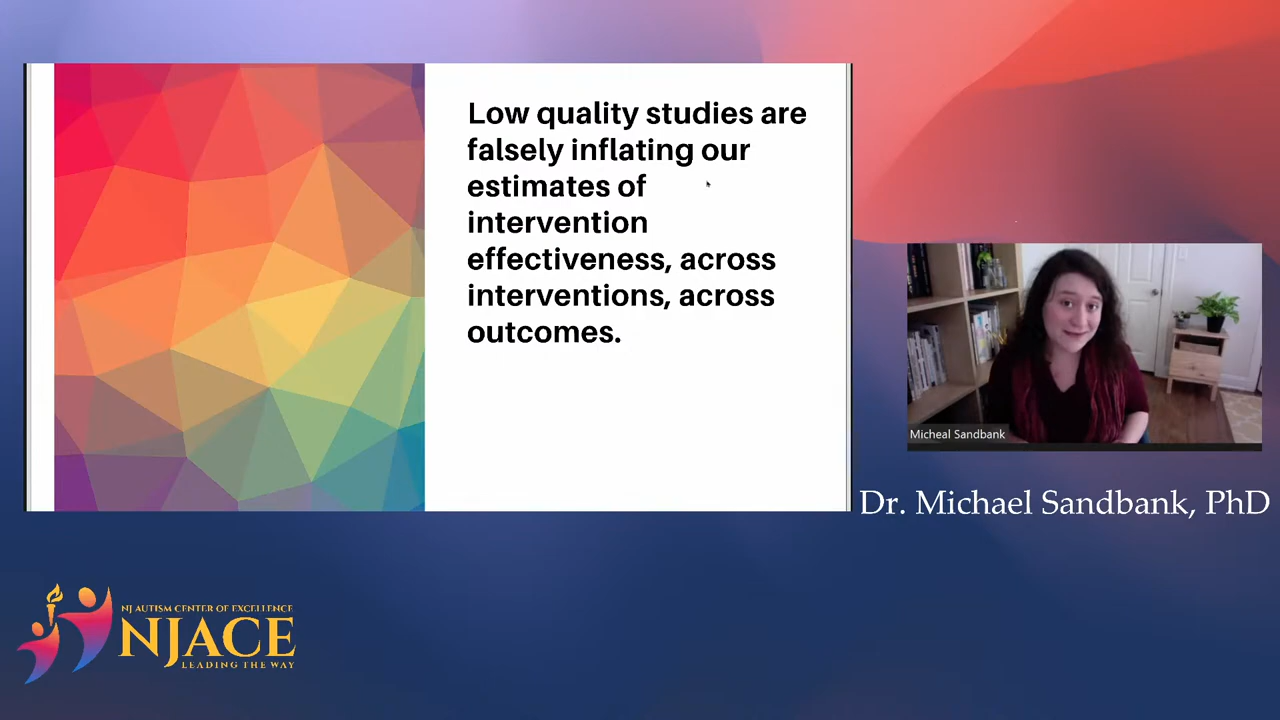 Low quality studies are
falsely inflating our
estimates of
intervention
effectiveness, across
interventions, across
outcomes.
Micheal Sandbank
Dr. Michael Sandbank, PhD
NJ AUTISM CENTER OF EXCELLENCE
NJACE
LEADING THE WAY